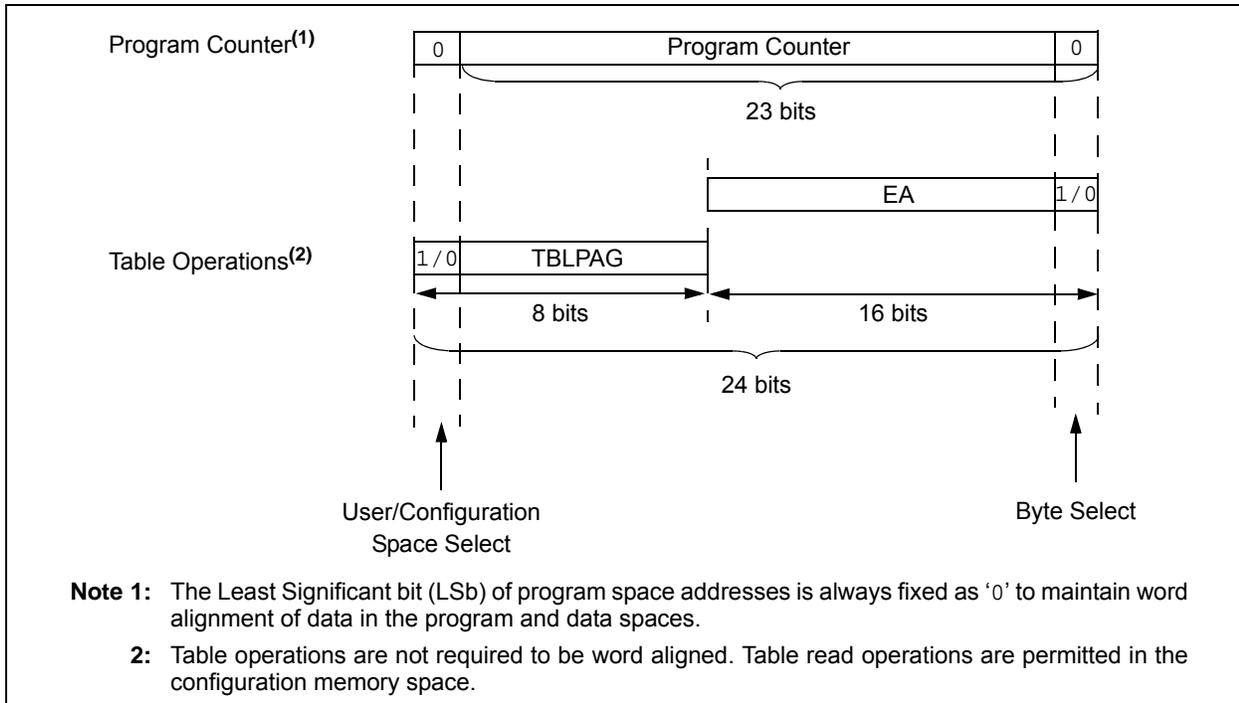 Program Counter(1)
0
Program Counter
0
23 bits
EA
1/0
Table Operations(2)
1/0
TBLPAG
8 bits
16 bits
24 bits
User/Configuration
Space Select
Byte Select
Note 1: The Least Significant bit (LSb) of program space addresses is always fixed as ‘0’ to maintain word
alignment of data in the program and data spaces.
2: Table operations are not required to be word aligned. Table read operations are permitted in the
configuration memory space.